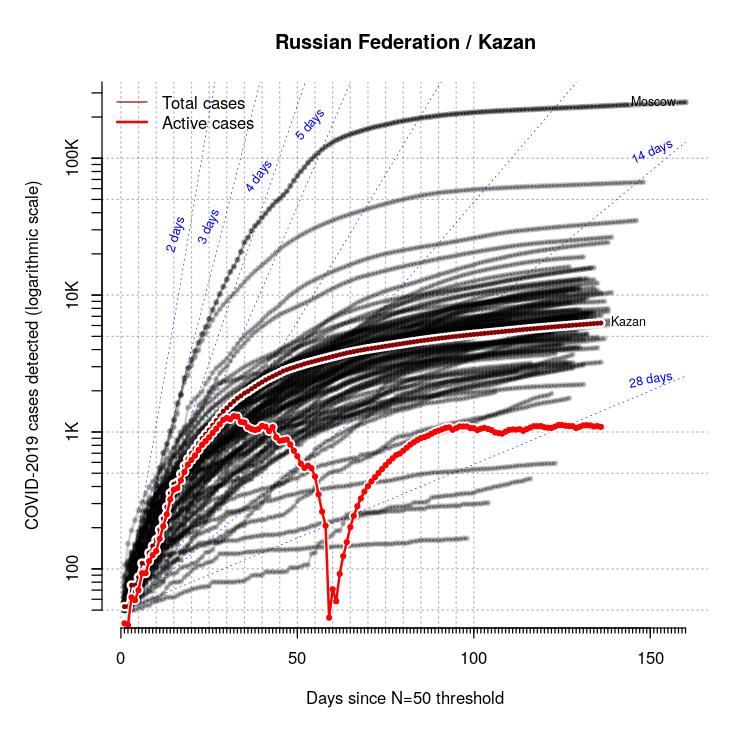 Russian Federation / Kazan
Total cases
Active cases
Moscow
2 days
3 days
4 days
5 days
14 days
28 days
Kazan
COVID-2019 cases detected (logarithmic scale)
100K
10K
1K
100
0
50
100
150
Days since N=50 threshold